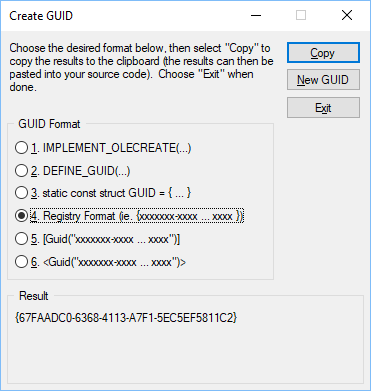 Create GUID
Choose the desired format below, then select "Copy" to
copy the results to the clipboard (the results can then be
pasted into your source code).  Choose "Exit" when
done.
Copy
New GUID
Exit
GUID Format
1. IMPLEMENT_OLECREATE(...)
2. DEFINE_GUID(...)
3. static const struct GUID = { ... }
4. Registry Format (ie. {xxxxxxx-xxxx ... xxxx })
5. [Guid("xxxxxxx-xxxx ... xxxx")]
6. <Guid("xxxxxxx-xxxx ... xxxx")>
Result
{67FAADC0-6368-4113-A7F1-5EC5EF5811C2}